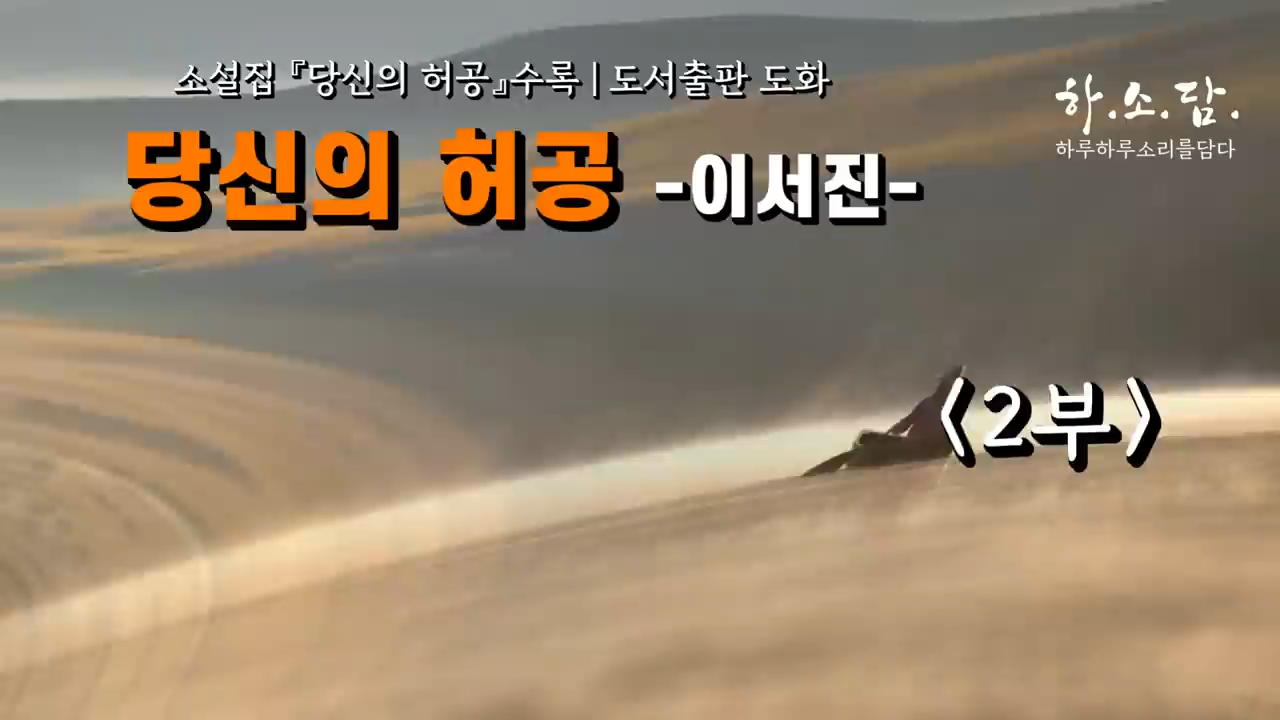 소설집 『당신의 허공』수록 | 도서출판 도화
하.소.담.
하루하루소리를담다
당신의 허공 -이서진-
〈2부〉